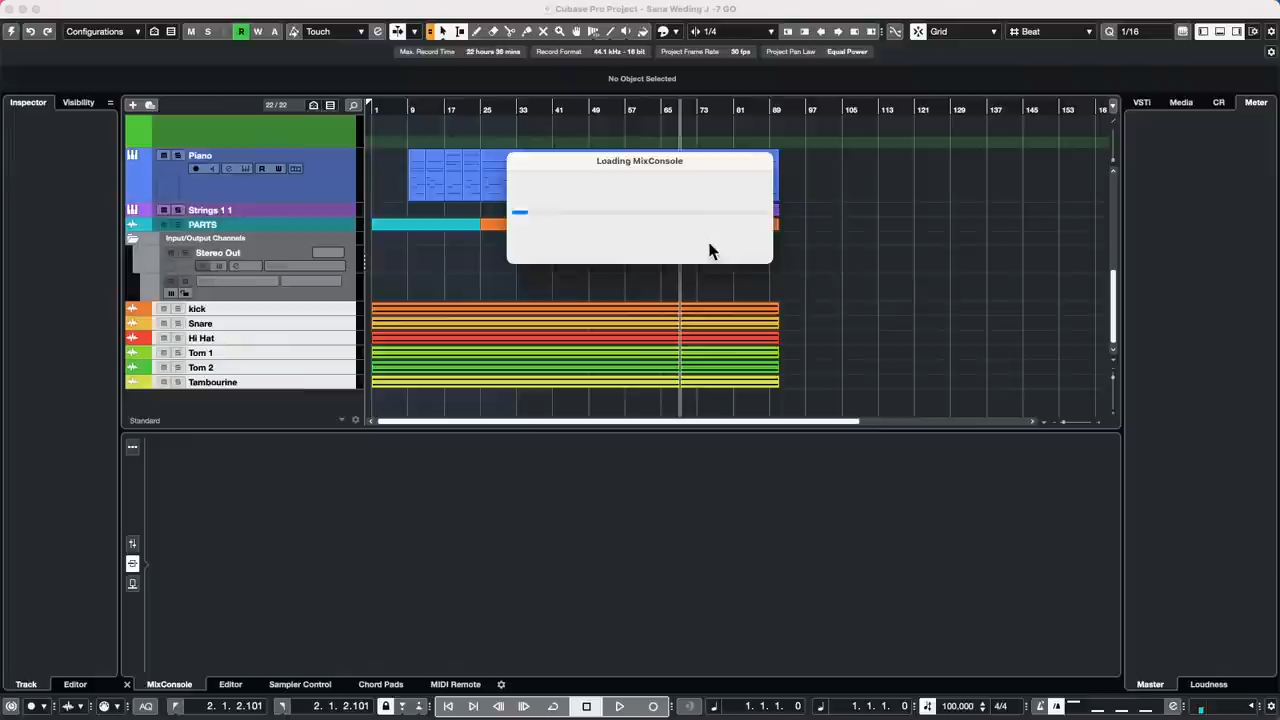 Cubase Pro Project - Sana Weding J -7 GO
Configurations
M S R W A
Touch
1/4
Grid
Beat
1/16
Max. Record Time 22 hours 36 mins Record Format 44.1 kHz - 16 bit Project Frame Rate 30 fps Project Pan Law Equal Power
No Object Selected
Inspector Visibility
22 / 22
1 9 17 25 33 41 49 57 65 73 81 89 97 105 113 121 129 137 145 153 16
VSTi Media CR Meter
Piano
Loading MixConsole
Strings 1 1
PARTS
Input/Output Channels
Stereo Out
kick
Snare
Hi Hat
Tom 1
Tom 2
Tambourine
Standard
Track Editor
MixConsole Editor Sampler Control Chord Pads MIDI Remote
Master Loudness
AQ
2. 1. 2.101
2. 1. 2.101
1. 1. 1. 0
1. 1. 1. 0
100.000
4/4